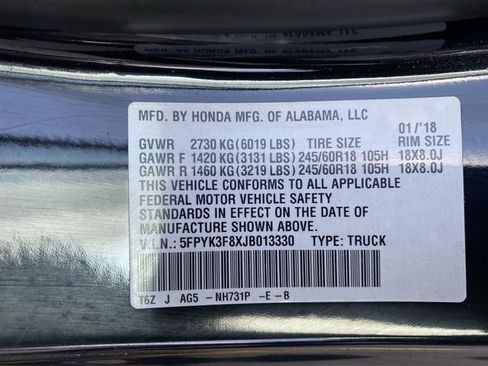 MFD. BY HONDA MFG. OF ALABAMA, LLC
01/'18
GVWR 2730 KG(6019 LBS) TIRE SIZE RIM SIZE
GAWR F 1420 KG(3131 LBS) 245/60R18 105H 18X8.0J
GAWR R 1460 KG(3219 LBS) 245/60R18 105H 18X8.0J
THIS VEHICLE CONFORMS TO ALL APPLICABLE
FEDERAL MOTOR VEHICLE SAFETY
STANDARDS IN EFFECT ON THE DATE OF
MANUFACTURE SHOWN ABOVE.
V.I.N.: 5FPYK3F8XJB013330 TYPE: TRUCK
T6Z J AG5 -NH731P -E-B